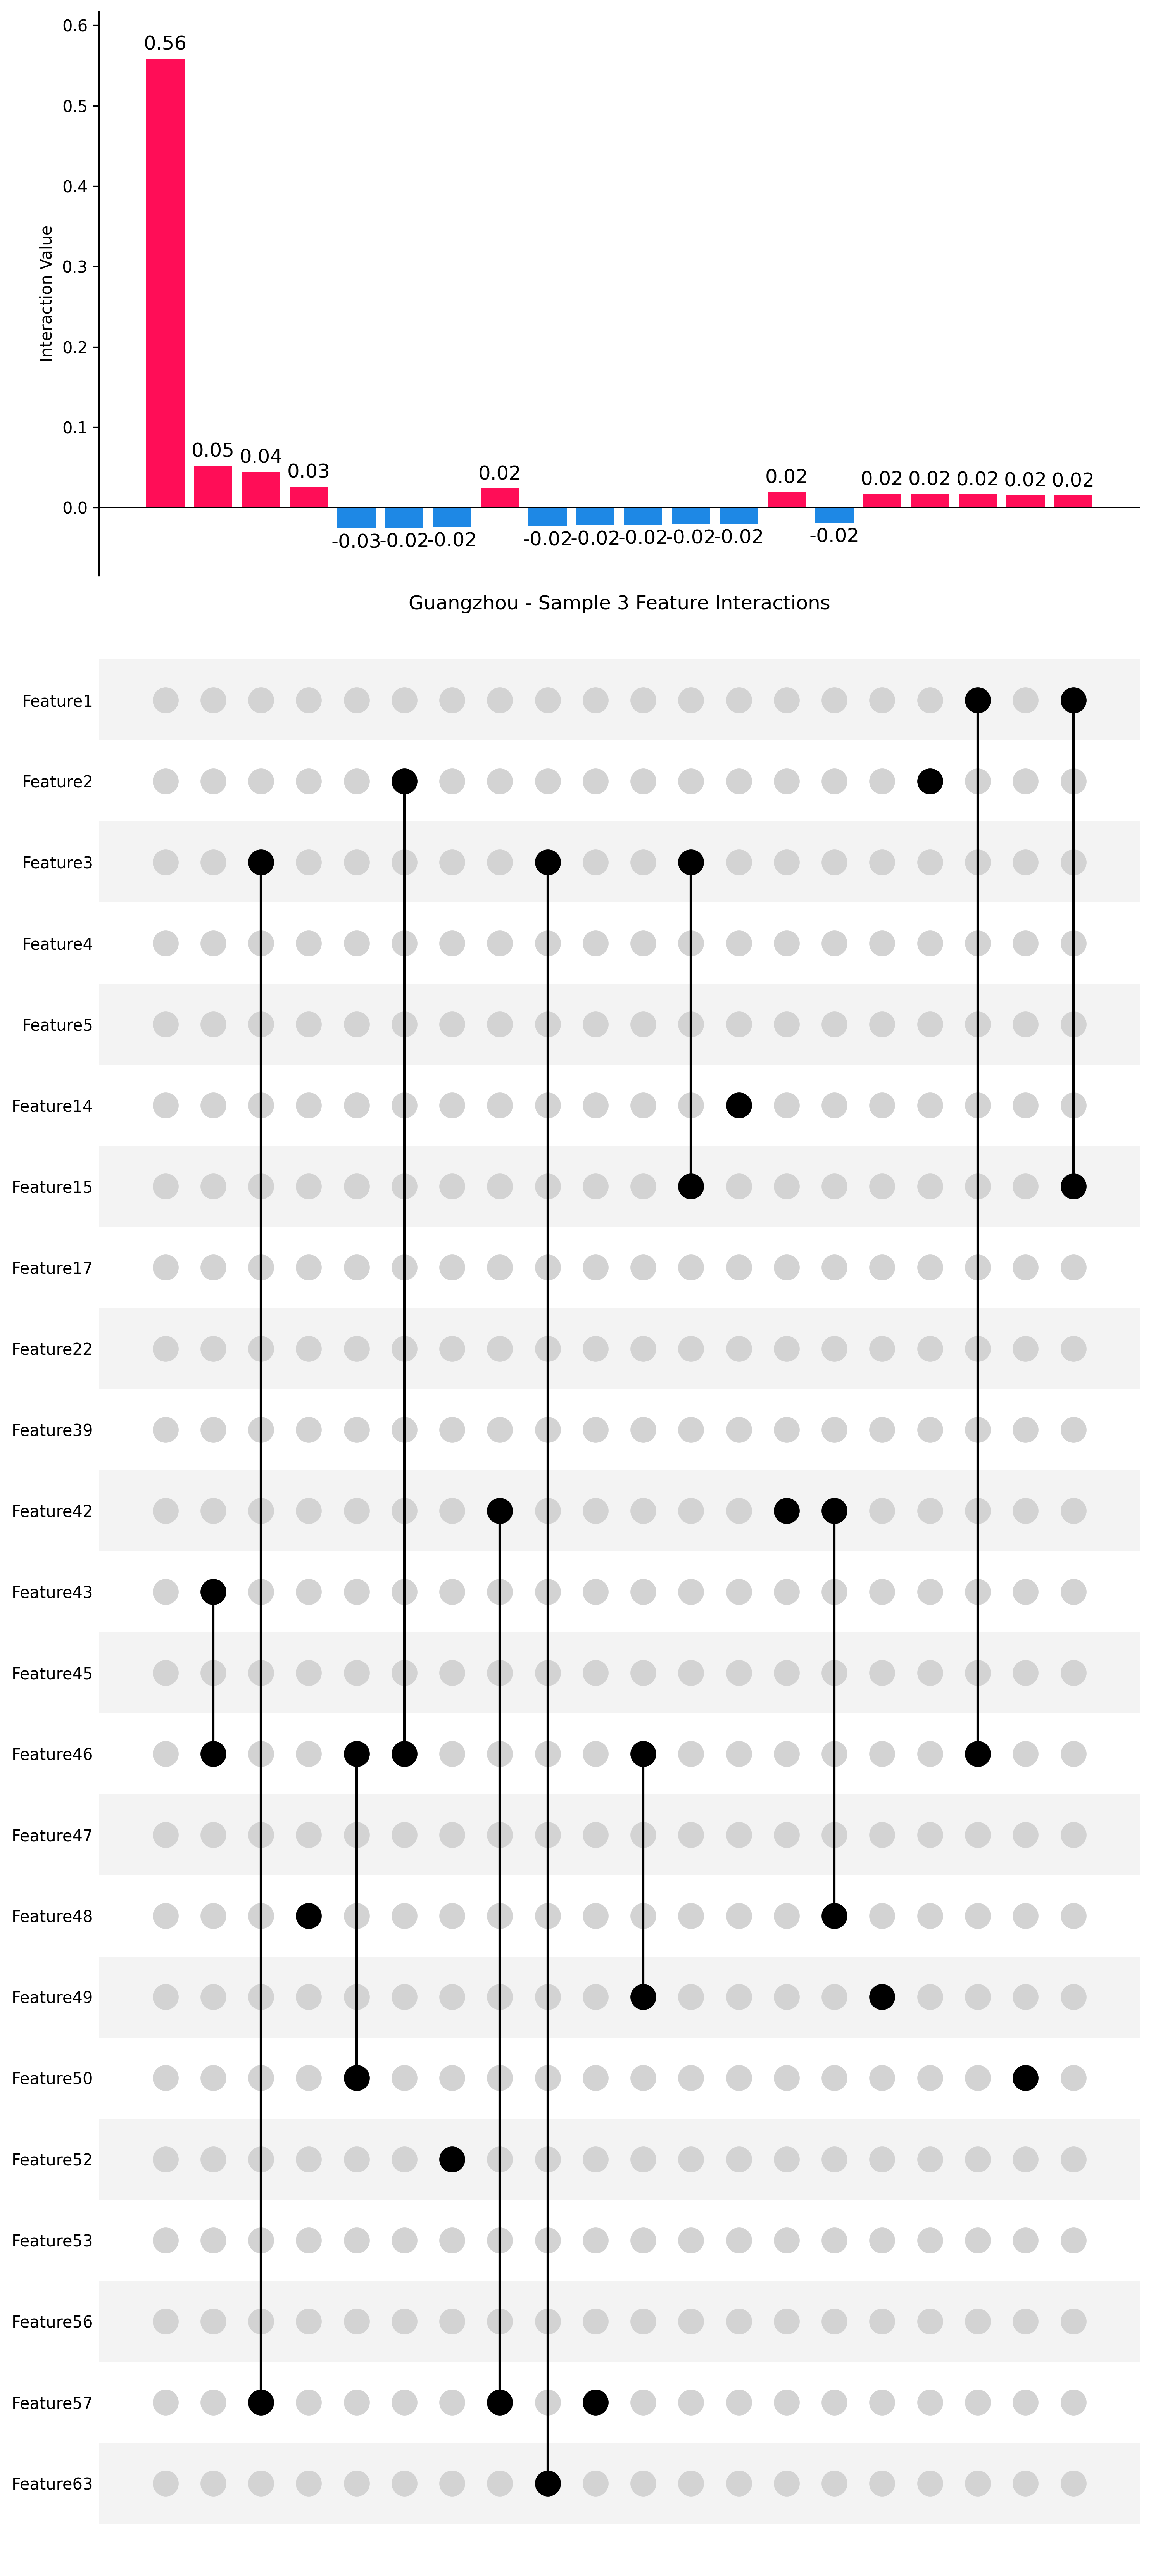 0.6
0.56
0.5
0.4
0.3
0.2
0.1
0.0
Interaction Value
0.05 0.04 0.03 0.02 0.02 0.02 0.02 0.02 0.02 0.02
-0.03 -0.02 -0.02 -0.02 -0.02 -0.02 -0.02 -0.02 -0.02
Guangzhou - Sample 3 Feature Interactions
Feature1
Feature2
Feature3
Feature4
Feature5
Feature14
Feature15
Feature17
Feature22
Feature39
Feature42
Feature43
Feature45
Feature46
Feature47
Feature48
Feature49
Feature50
Feature52
Feature53
Feature56
Feature57
Feature63